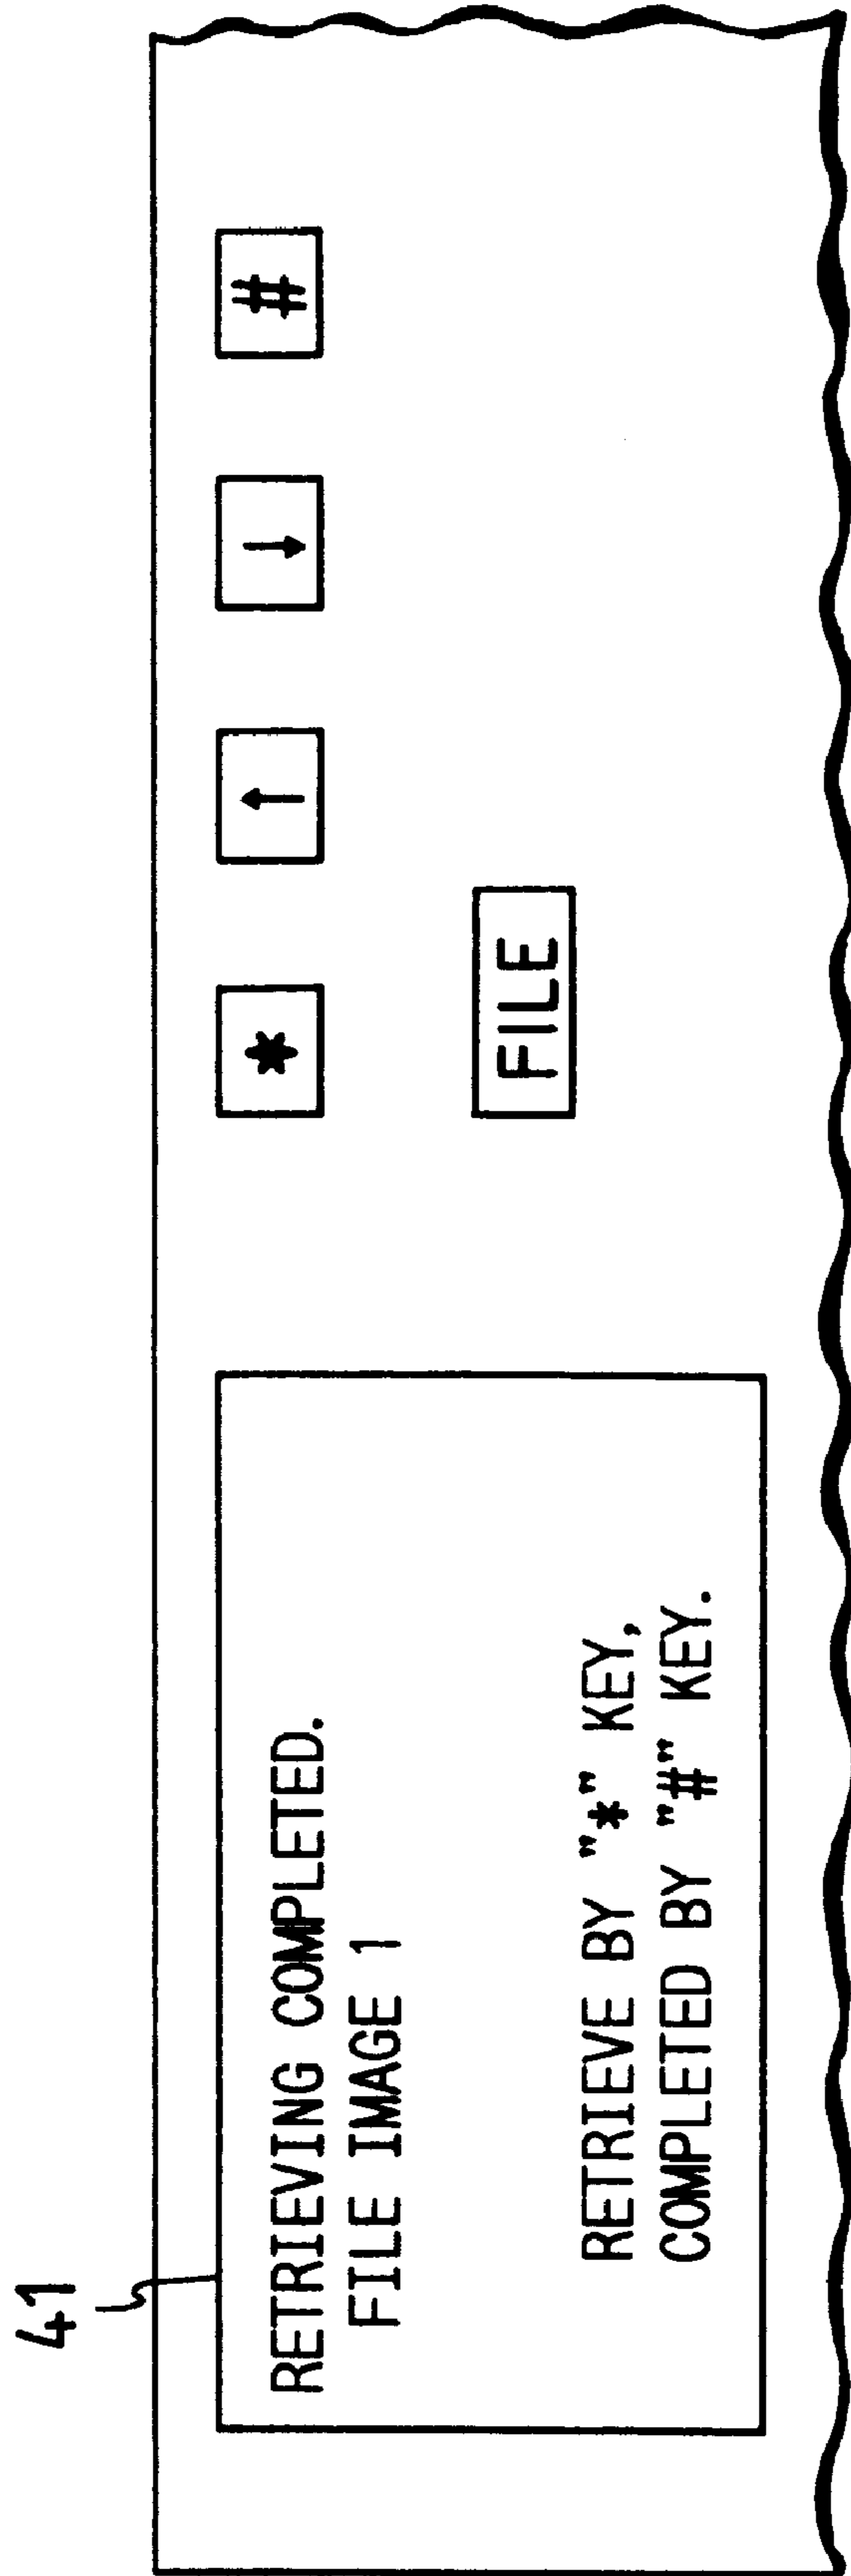 41
RETRIEVING COMPLETED.
FILE IMAGE 1
RETRIEVE BY "*" KEY,
COMPLETED BY "#" KEY.
* ↑ ↓ #
FILE